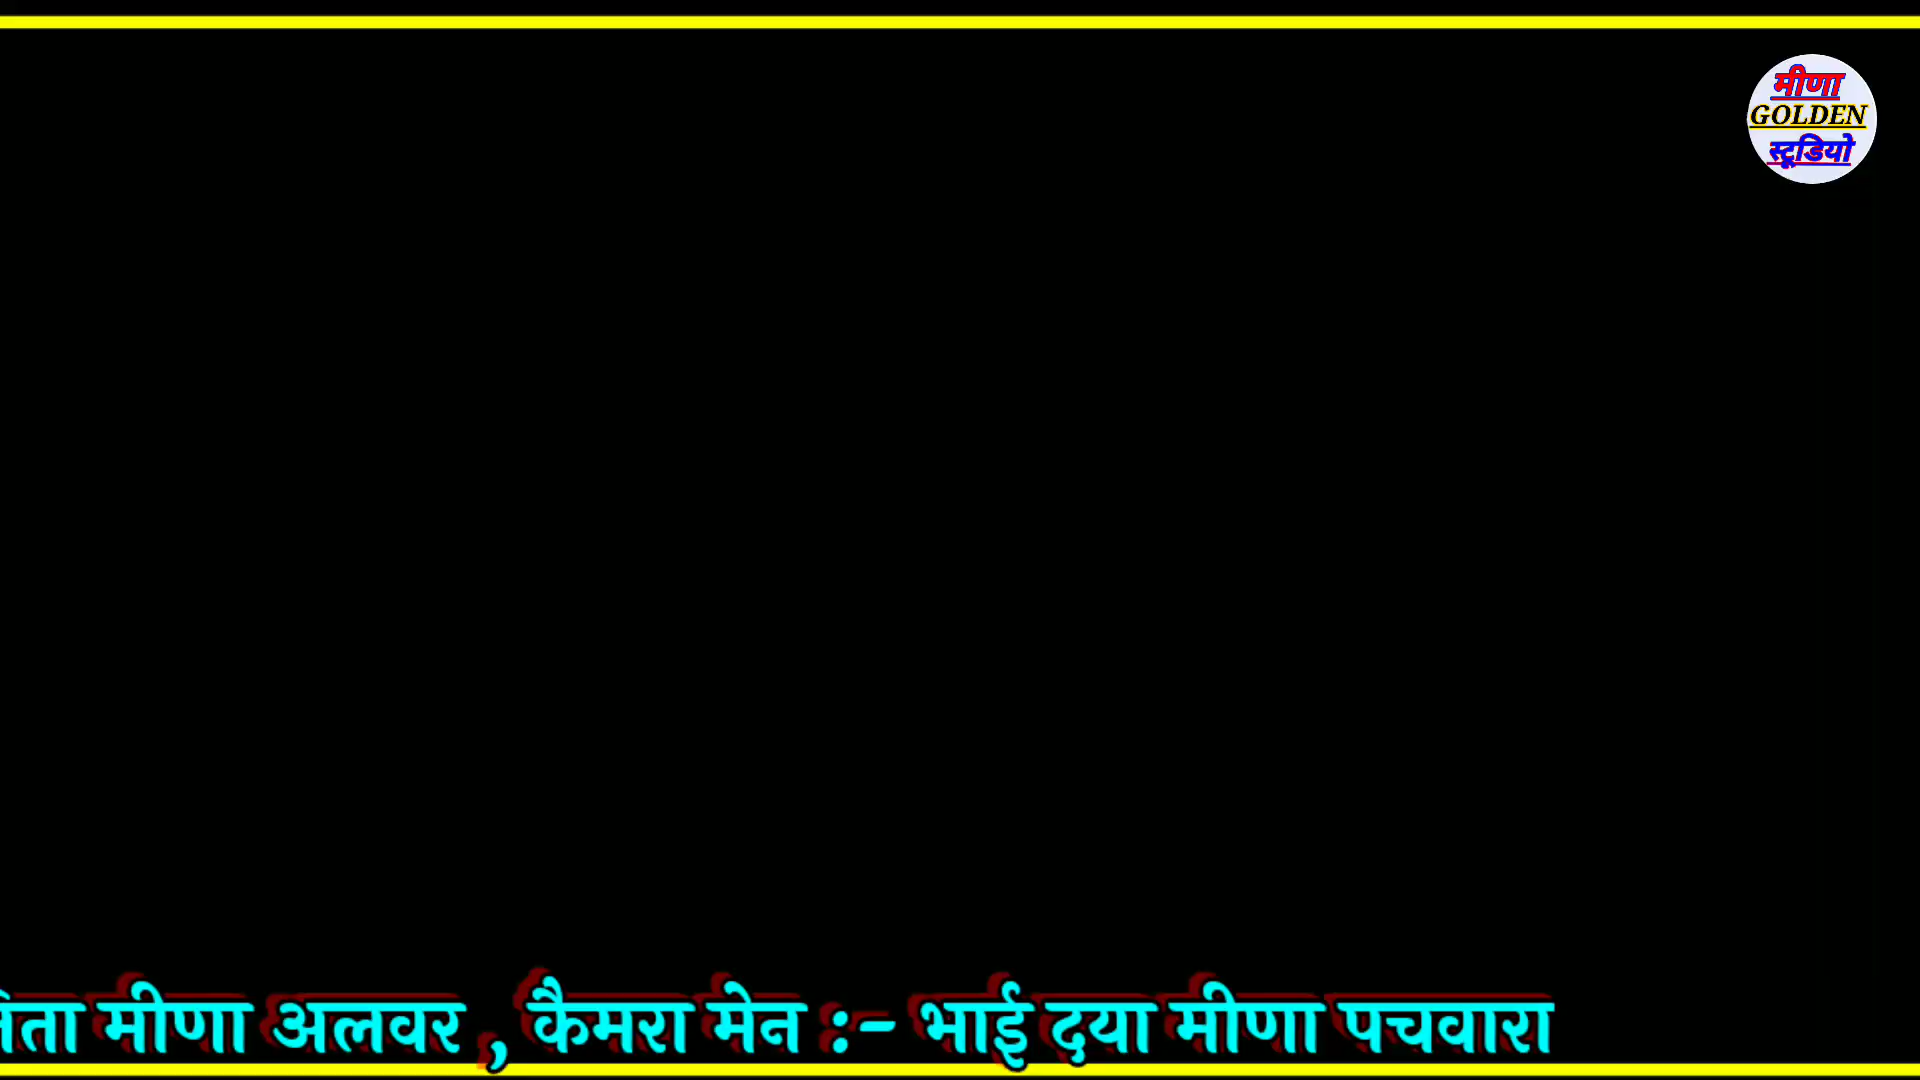 मीणा
GOLDEN
स्टूडियो
मीणा अलवर , कैमरा मेन :- भाई दया मीणा पचवारा